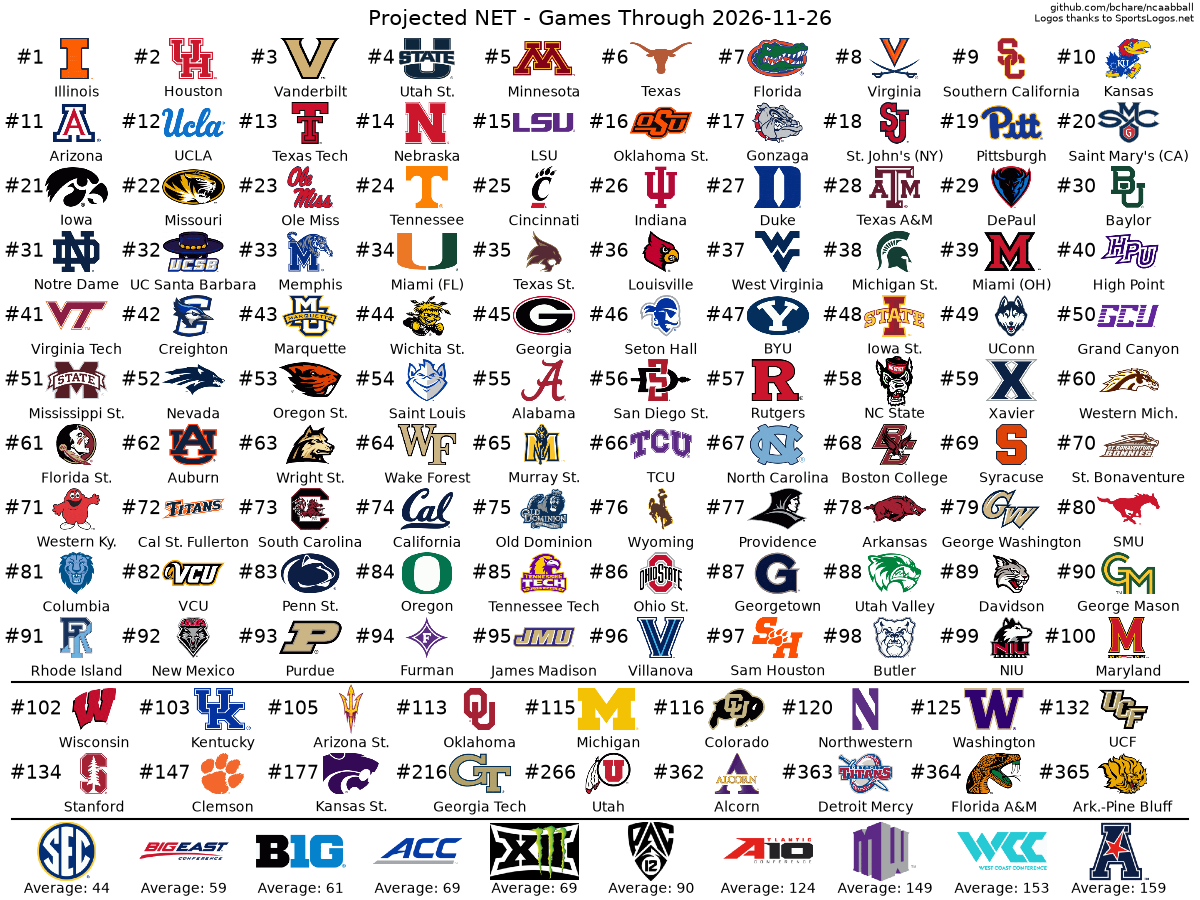 Projected NET - Games Through 2026-11-26
github.com/bchare/ncaabball
Logos thanks to SportsLogos.net
#1 #2 #3 #4 #5 #6 #7 #8 #9 #10
Illinois Houston Vanderbilt Utah St. Minnesota Texas Florida Virginia Southern California Kansas
#11 #12 #13 #14 #15 #16 #17 #18 #19 #20
Arizona UCLA Texas Tech Nebraska LSU Oklahoma St. Gonzaga St. John's (NY) Pittsburgh Saint Mary's (CA)
#21 #22 #23 #24 #25 #26 #27 #28 #29 #30
Iowa Missouri Ole Miss Tennessee Cincinnati Indiana Duke Texas A&M DePaul Baylor
#31 #32 #33 #34 #35 #36 #37 #38 #39 #40
Notre Dame UC Santa Barbara Memphis Miami (FL) Texas St. Louisville West Virginia Michigan St. Miami (OH) High Point
#41 #42 #43 #44 #45 #46 #47 #48 #49 #50
Virginia Tech Creighton Marquette Wichita St. Georgia Seton Hall BYU Iowa St. UConn Grand Canyon
#51 #52 #53 #54 #55 #56 #57 #58 #59 #60
Mississippi St. Nevada Oregon St. Saint Louis Alabama San Diego St. Rutgers NC State Xavier Western Mich.
#61 #62 #63 #64 #65 #66 #67 #68 #69 #70
Florida St. Auburn Wright St. Wake Forest Murray St. TCU North Carolina Boston College Syracuse St. Bonaventure
#71 #72 #73 #74 #75 #76 #77 #78 #79 #80
Western Ky. Cal St. Fullerton South Carolina California Old Dominion Wyoming Providence Arkansas George Washington SMU
#81 #82 #83 #84 #85 #86 #87 #88 #89 #90
Columbia VCU Penn St. Oregon Tennessee Tech Ohio St. Georgetown Utah Valley Davidson George Mason
#91 #92 #93 #94 #95 #96 #97 #98 #99 #100
Rhode Island New Mexico Purdue Furman James Madison Villanova Sam Houston Butler NIU Maryland
#102 #103 #105 #113 #115 #116 #120 #125 #132
Wisconsin Kentucky Arizona St. Oklahoma Michigan Colorado Northwestern Washington UCF
#134 #147 #177 #216 #266 #362 #363 #364 #365
Stanford Clemson Kansas St. Georgia Tech Utah Alcorn Detroit Mercy Florida A&M Ark.-Pine Bluff
Average: 44 Average: 59 Average: 61 Average: 69 Average: 69 Average: 90 Average: 124 Average: 149 Average: 153 Average: 159